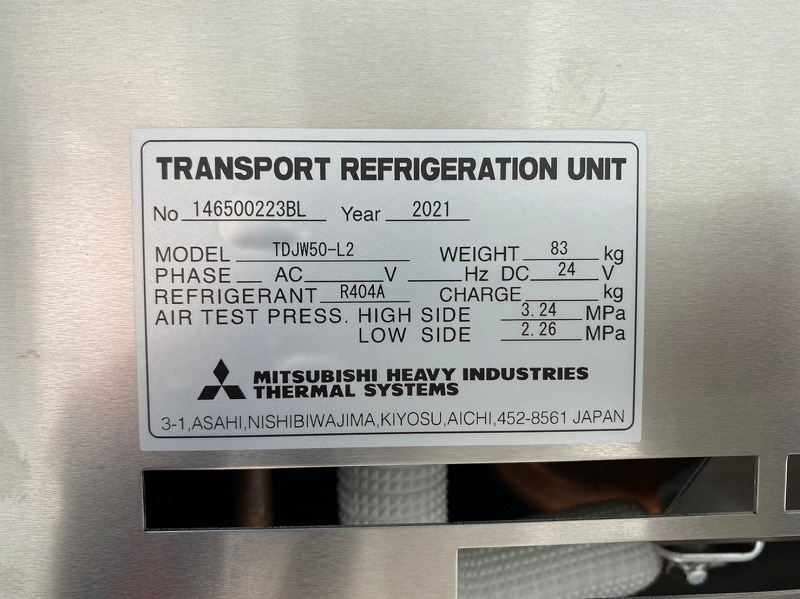 TRANSPORT REFRIGERATION UNIT
No 146500223BL Year 2021
MODEL TDJW50-L2 WEIGHT 83 kg
PHASE AC V Hz DC 24 V
REFRIGERANT R404A CHARGE kg
AIR TEST PRESS. HIGH SIDE 3.24 MPa
LOW SIDE 2.26 MPa
MITSUBISHI HEAVY INDUSTRIES
THERMAL SYSTEMS
3-1,ASAHI,NISHIBIWAJIMA,KIYOSU,AICHI,452-8561 JAPAN